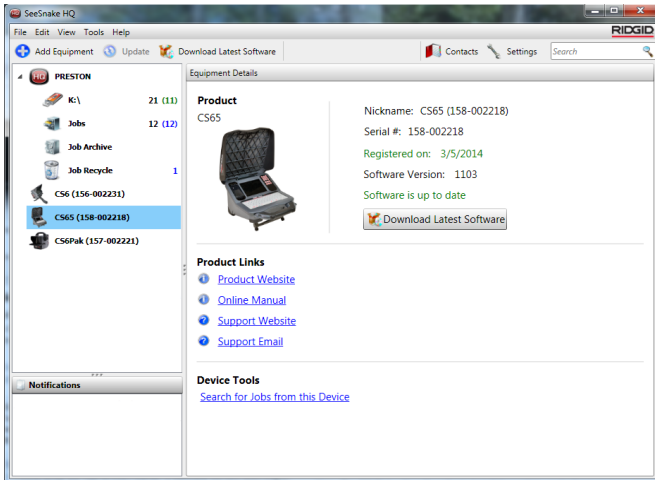 SeeSnake HQ
File Edit View Tools Help
RIDGID
Add Equipment Update Download Latest Software Contacts Settings Search
HQ PRESTON
K:\ 21 (11)
Jobs 12 (12)
Job Archive
Job Recycle 1
CS6 (156-002231)
CS65 (158-002218)
CS6Pak (157-002221)
Notifications
Equipment Details
Product
CS65
Nickname: CS65 (158-002218)
Serial #: 158-002218
Registered on: 3/5/2014
Software Version: 1103
Software is up to date
Download Latest Software
Product Links
Product Website
Online Manual
Support Website
Support Email
Device Tools
Search for Jobs from this Device